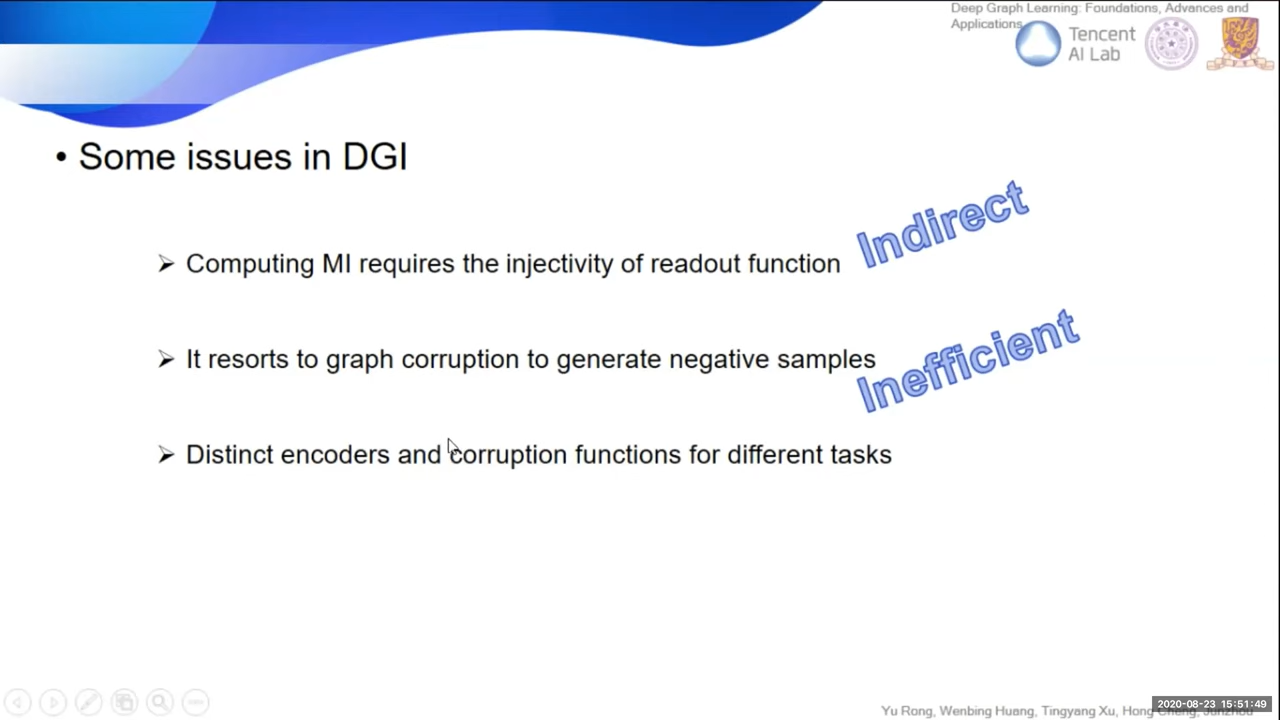 Deep Graph Learning: Foundations, Advances and
Applications
Tencent
AI Lab
• Some issues in DGI
Indirect
➢ Computing MI requires the injectivity of readout function
Inefficient
➢ It resorts to graph corruption to generate negative samples
➢ Distinct encoders and corruption functions for different tasks
2020-08-23 15:51:49
Yu Rong, Wenbing Huang, Tingyang Xu, Hong Cheng, Junzhou